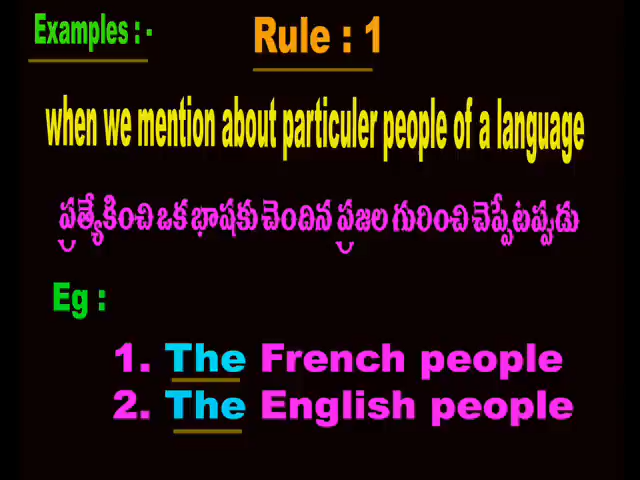 Examples : -
Rule : 1
when we mention about particuler people of a language
ప్రత్యేకించి ఒక భాషకు చెందిన ప్రజల గురించి చెప్పేటప్పడు
Eg :
1. The French people
2. The English people